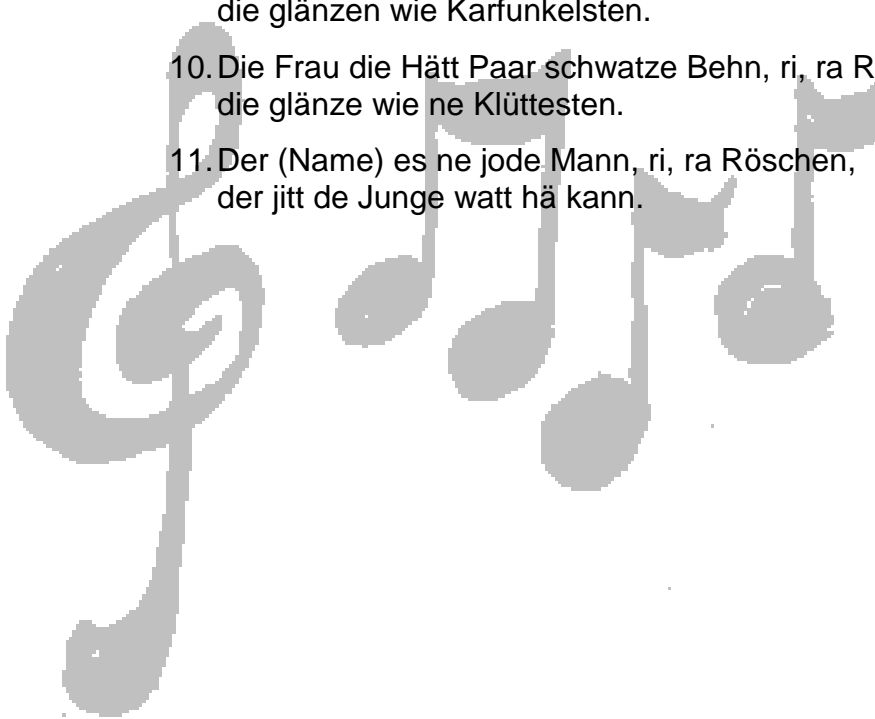 die glänzen wie Karfunkelsten.
10. Die Frau die Hätt Paar schwatze Behn, ri, ra R
die glänze wie ne Klüttesten.
11. Der (Name) es ne jode Mann, ri, ra Röschen,
der jitt de Junge watt hä kann.